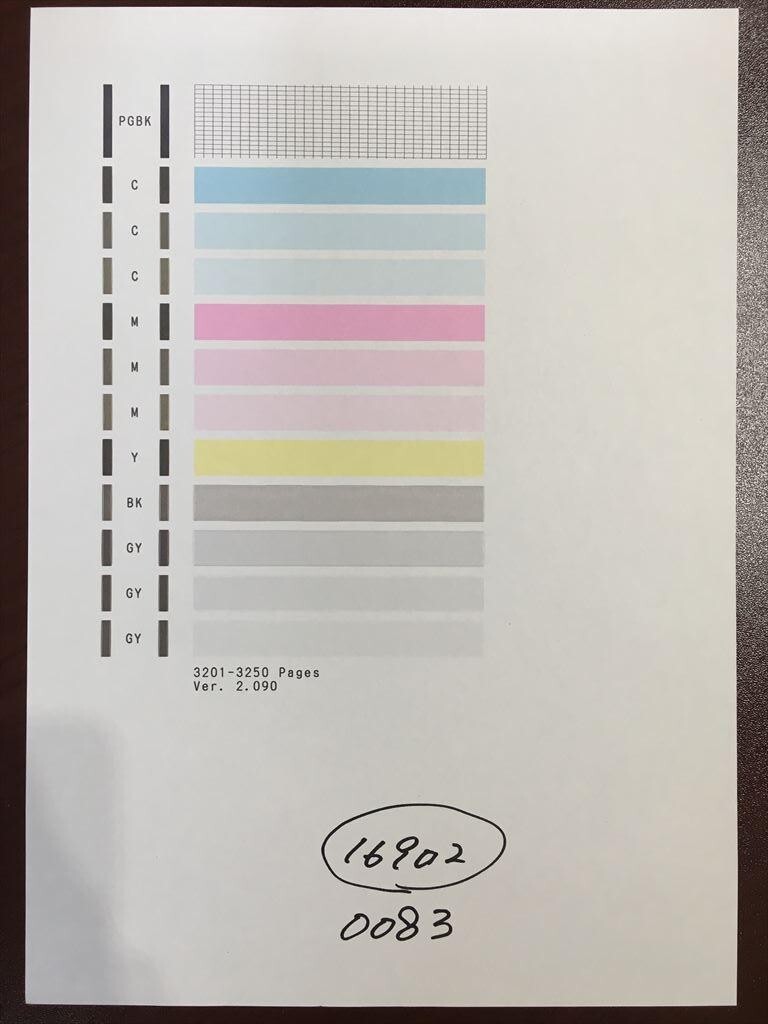 PGBK
C
C
C
M
M
M
Y
BK
GY
GY
GY
3201-3250 Pages
Ver. 2.090
16902
0083